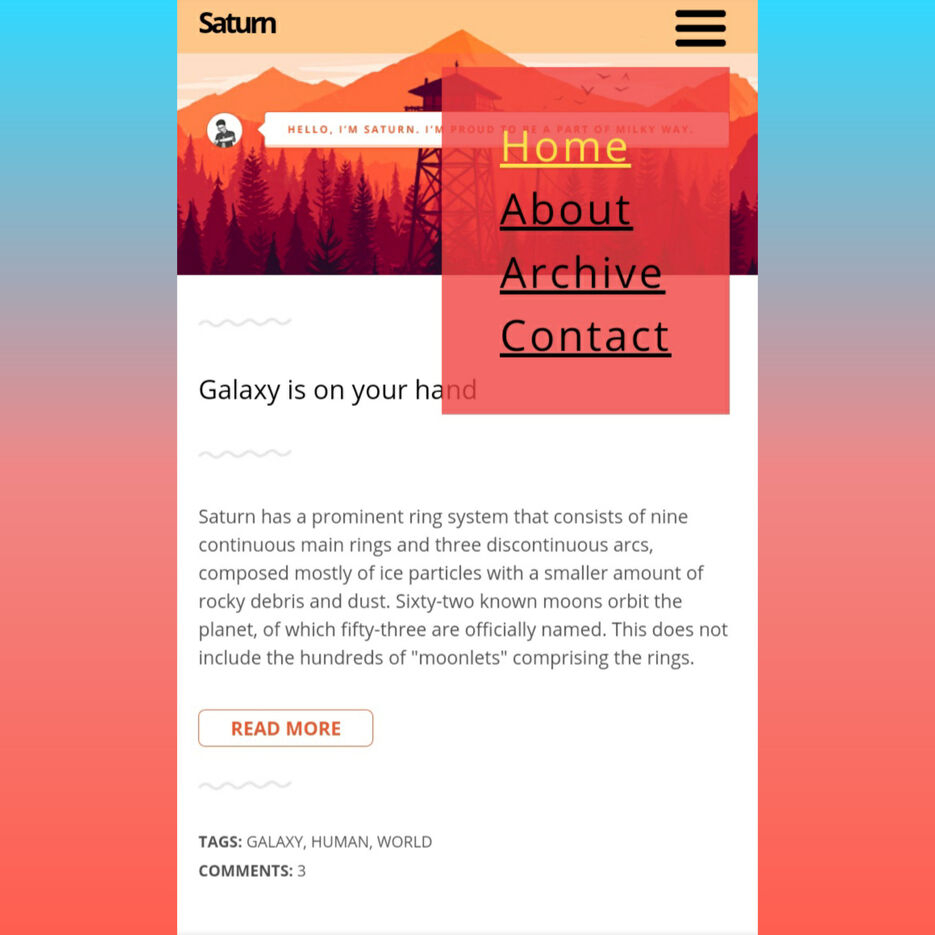 Saturn
HELLO, I'M SATURN. I'M PROUD TO BE A PART OF MILKY WAY.
Home
About
Archive
Contact
Galaxy is on your hand
Saturn has a prominent ring system that consists of nine
continuous main rings and three discontinuous arcs,
composed mostly of ice particles with a smaller amount of
rocky debris and dust. Sixty-two known moons orbit the
planet, of which fifty-three are officially named. This does not
include the hundreds of "moonlets" comprising the rings.
READ MORE
TAGS: GALAXY, HUMAN, WORLD
COMMENTS: 3